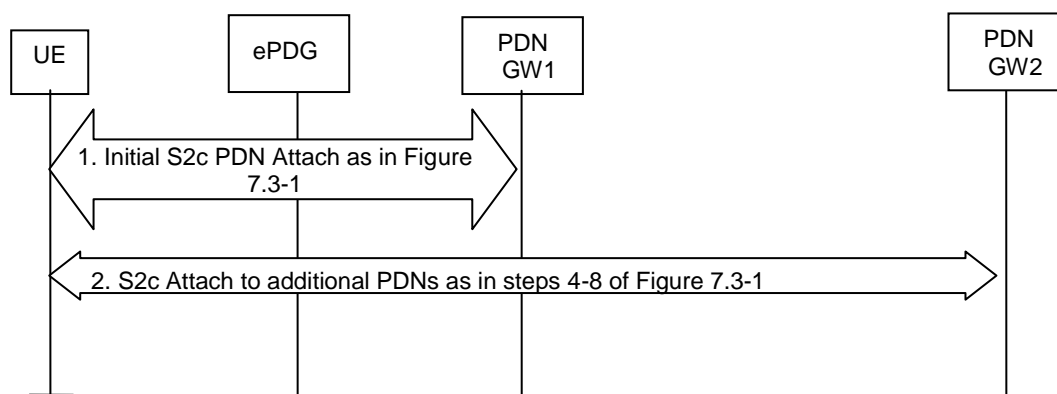 UE
ePDG
PDN
GW1
PDN
GW2
1. Initial S2c PDN Attach as in Figure
7.3-1
2. S2c Attach to additional PDNs as in steps 4-8 of Figure 7.3-1